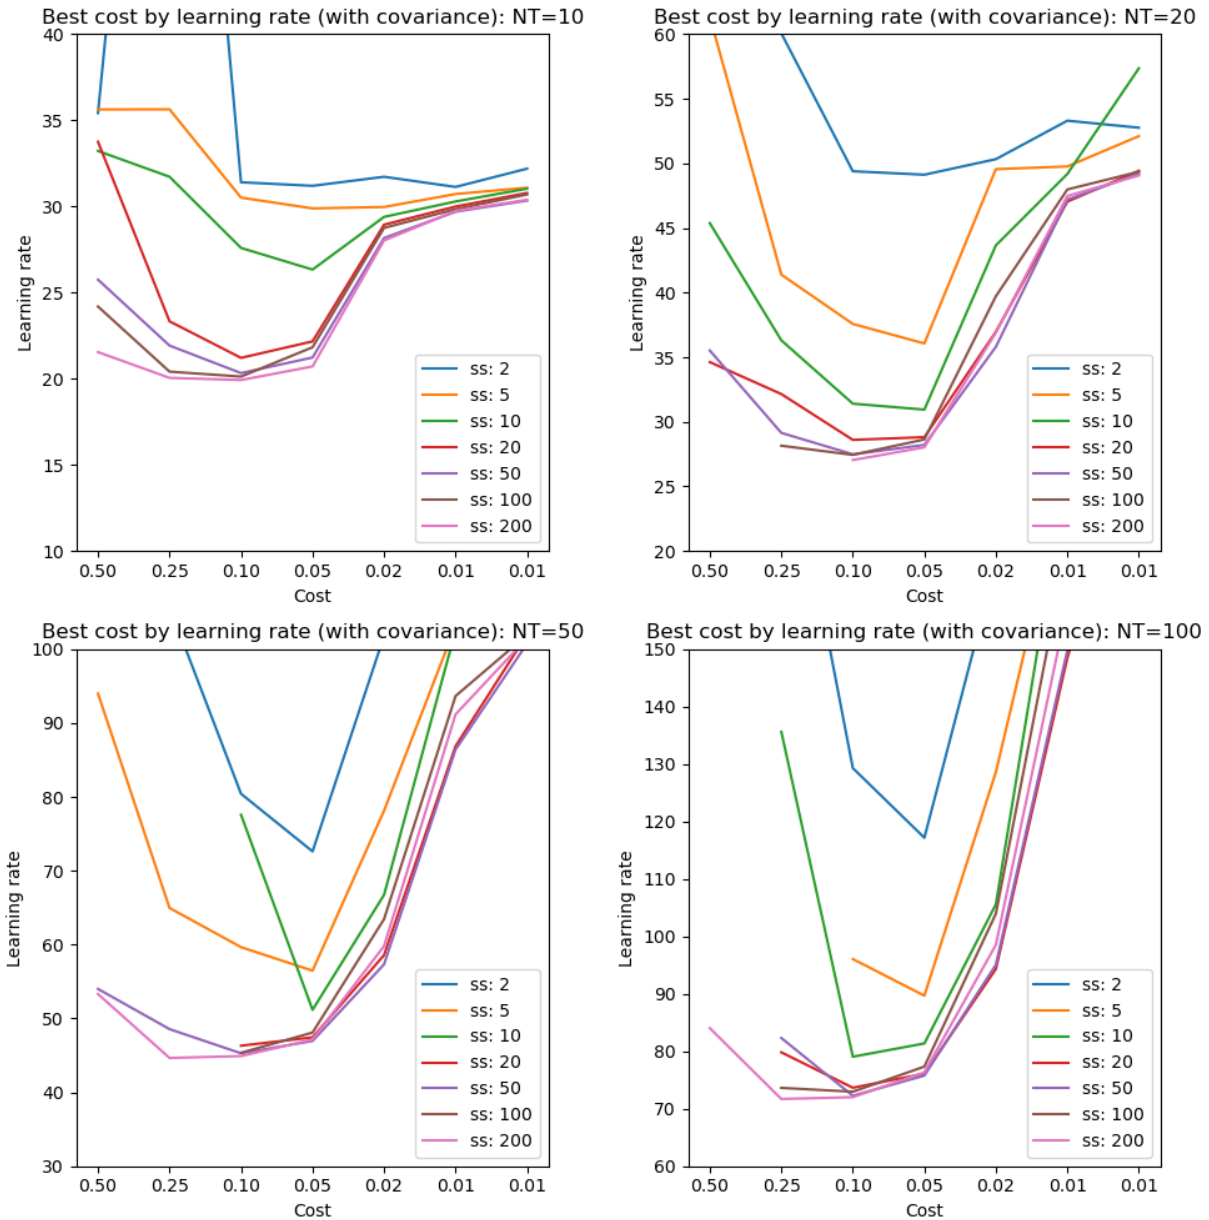 Best cost by learning rate (with covariance): NT=10
40
35
30
25
20
15
10
Learning rate
0.50 0.25 0.10 0.05 0.02 0.01 0.01
Cost
ss: 2
ss: 5
ss: 10
ss: 20
ss: 50
ss: 100
ss: 200
Best cost by learning rate (with covariance): NT=20
60
55
50
45
40
35
30
25
20
Learning rate
0.50 0.25 0.10 0.05 0.02 0.01 0.01
Cost
ss: 2
ss: 5
ss: 10
ss: 20
ss: 50
ss: 100
ss: 200
Best cost by learning rate (with covariance): NT=50
100
90
80
70
60
50
40
30
Learning rate
0.50 0.25 0.10 0.05 0.02 0.01 0.01
Cost
ss: 2
ss: 5
ss: 10
ss: 20
ss: 50
ss: 100
ss: 200
Best cost by learning rate (with covariance): NT=100
150
140
130
120
110
100
90
80
70
60
Learning rate
0.50 0.25 0.10 0.05 0.02 0.01 0.01
Cost
ss: 2
ss: 5
ss: 10
ss: 20
ss: 50
ss: 100
ss: 200